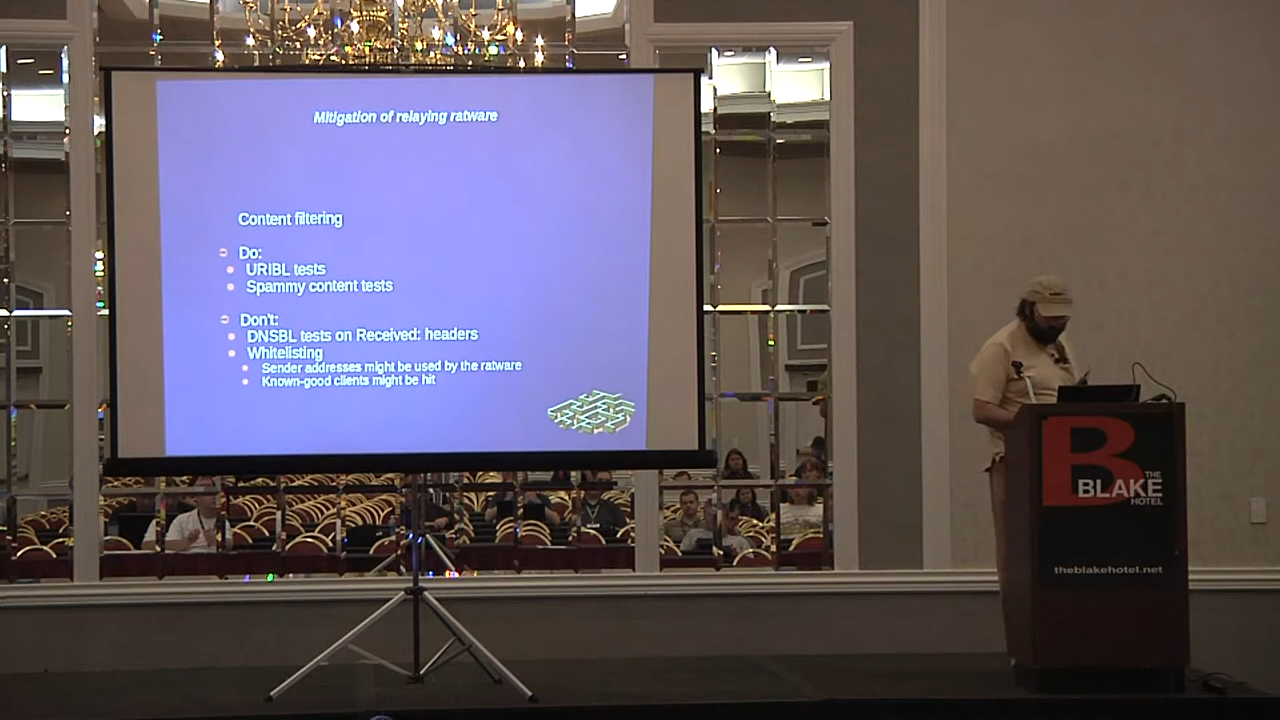 Mitigation of relaying ratware
Content filtering
Do:
URIBL tests
Spammy content tests
Don't:
DNSBL tests on Received: headers
Whitelisting
Sender addresses might be used by the ratware
Known-good clients might be hit
B
THE
BLAKE
HOTEL
theblakehotel.net